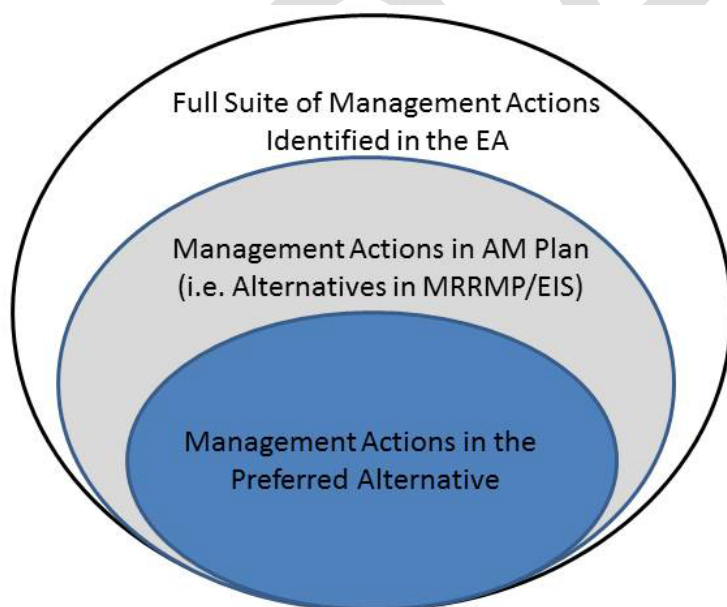 Full Suite of Management Actions
Identified in the EA
Management Actions in AM Plan
(i.e. Alternatives in MRRMP/EIS)
Management Actions in the
Preferred Alternative